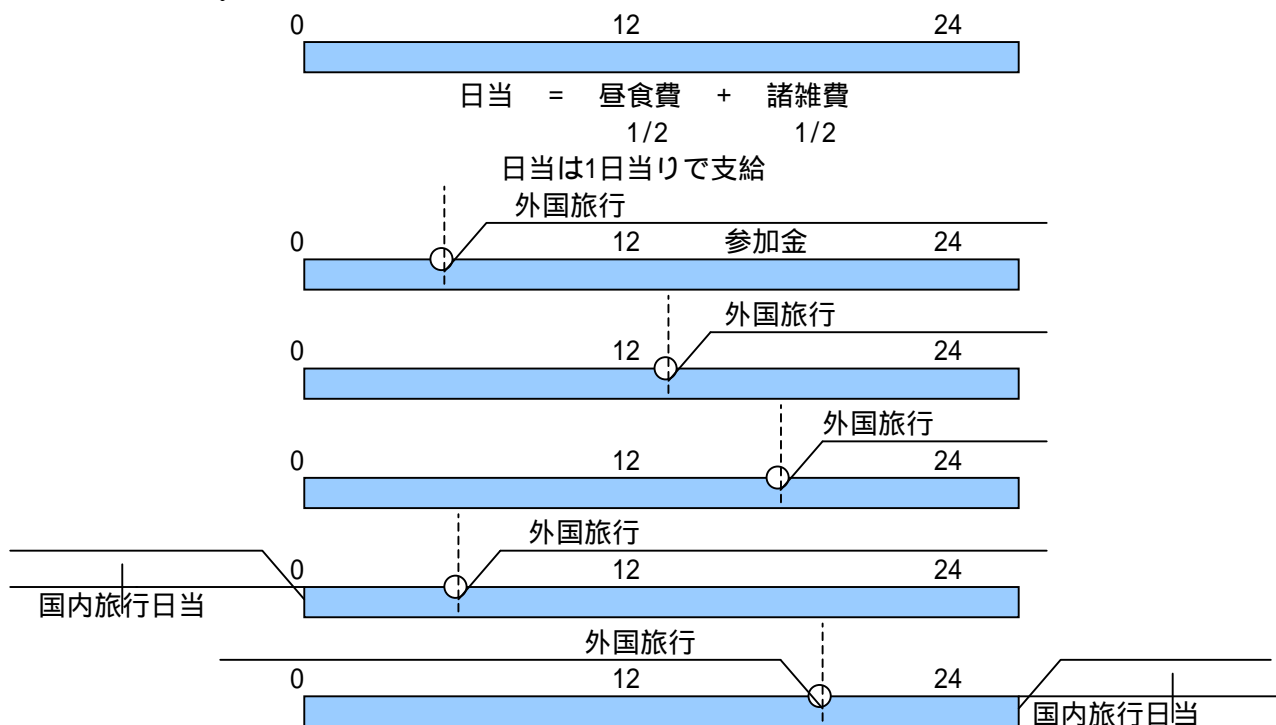 0 12 24
日当 = 昼食費 + 諸雑費
1/2 1/2
日当は1日当りで支給
外国旅行
0 12 参加金 24
外国旅行
0 12 24
外国旅行
0 12 24
外国旅行
0 12 24
国内旅行日当
外国旅行
0 12 24
国内旅行日当